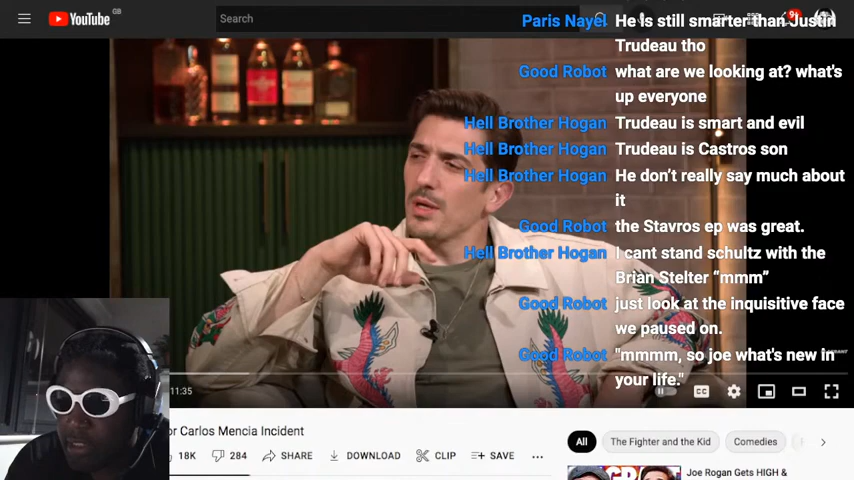 YouTube GB
Search
9+
Paris Nayel He is still smarter than Justin
Trudeau tho
Good Robot what are we looking at? what's
up everyone
Hell Brother Hogan Trudeau is smart and evil
Hell Brother Hogan Trudeau is Castros son
Hell Brother Hogan He don't really say much about
it
Good Robot the Stavros ep was great.
Hell Brother Hogan I cant stand schultz with the
Brian Stelter “mmm”
Good Robot just look at the inquisitive face
we paused on.
Good Robot "mmmm, so joe what's new in
your life."
11:35
or Carlos Mencia Incident
18K 284 SHARE DOWNLOAD CLIP SAVE
All The Fighter and the Kid Comedies
Joe Rogan Gets HIGH &